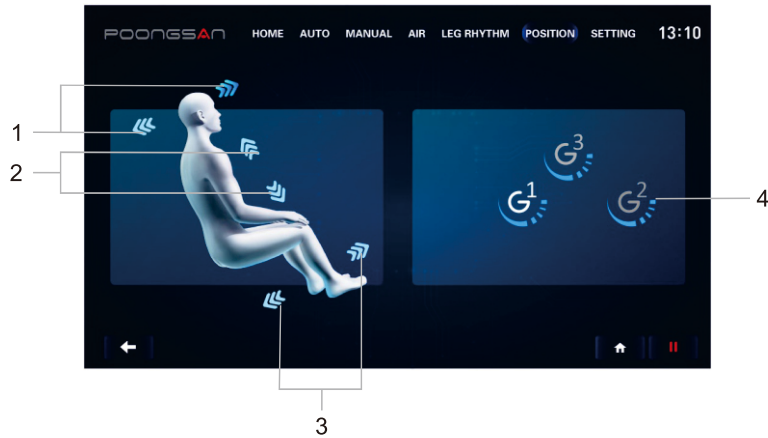 POONGSAN HOME AUTO MANUAL AIR LEG RHYTHM POSITION SETTING 13:10
1
2
3
4
G1
G2
G3